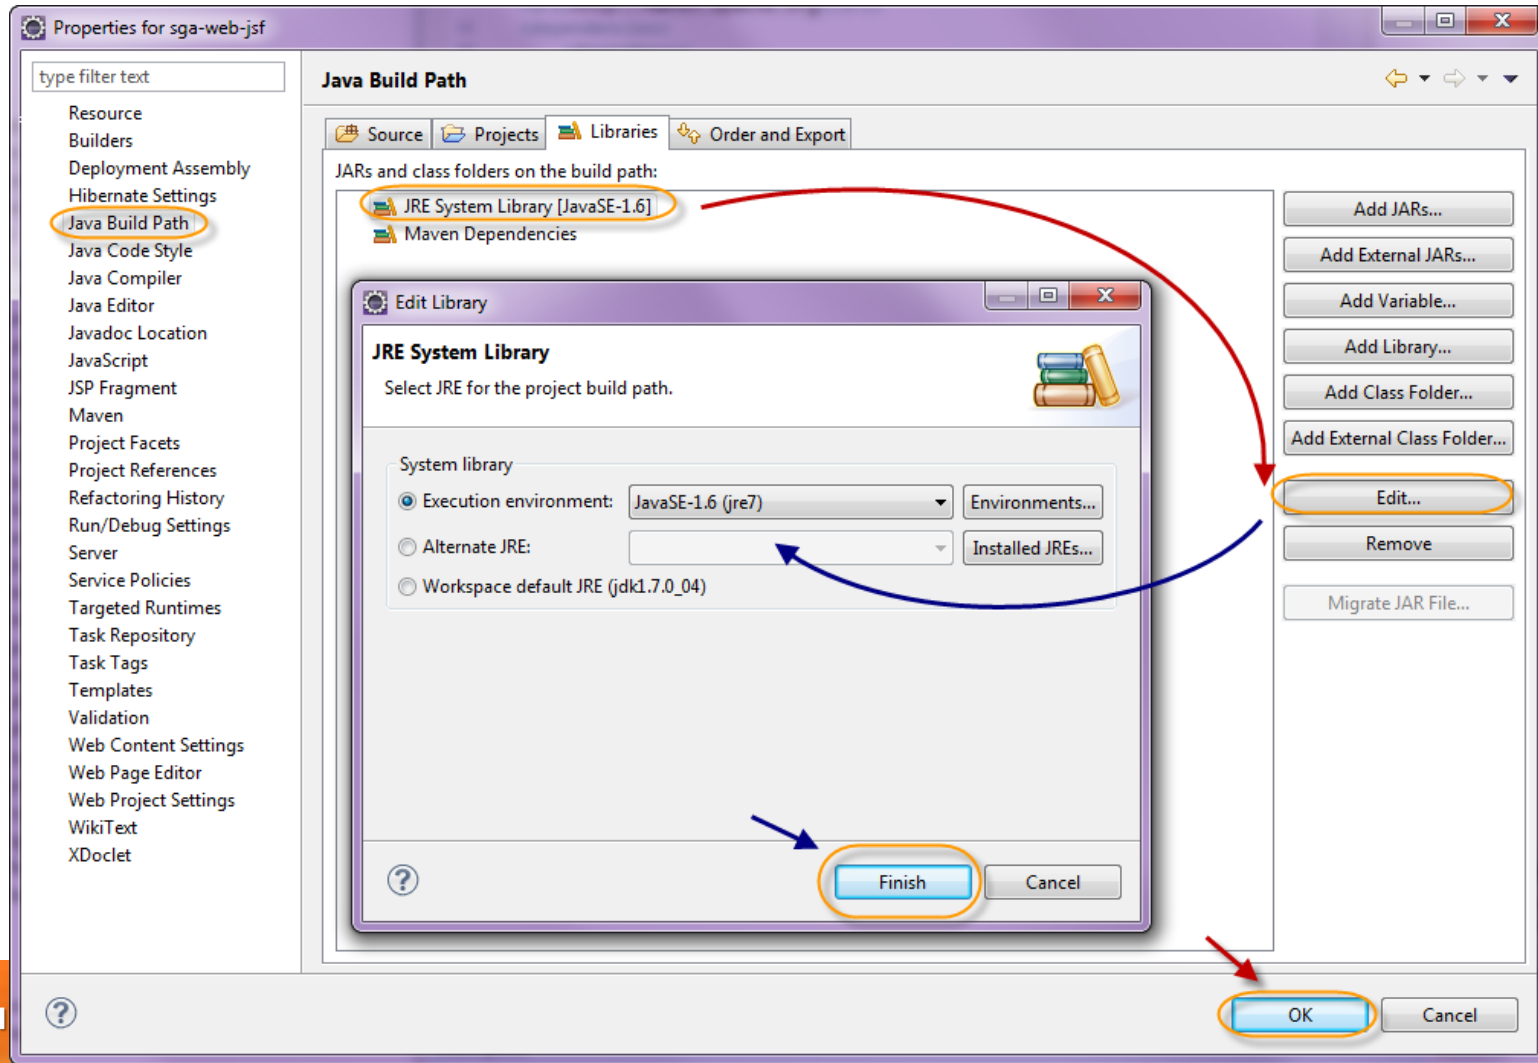 Properties for sga-web-jsf
type filter text
Resource
Builders
Deployment Assembly
Hibernate Settings
Java Build Path
Java Code Style
Java Compiler
Java Editor
Javadoc Location
JavaScript
JSP Fragment
Maven
Project Facets
Project References
Refactoring History
Run/Debug Settings
Server
Service Policies
Targeted Runtimes
Task Repository
Task Tags
Templates
Validation
Web Content Settings
Web Page Editor
Web Project Settings
WikiText
XDoclet
Java Build Path
Source Projects Libraries Order and Export
JARs and class folders on the build path:
JRE System Library [JavaSE-1.6]
Maven Dependencies
Add JARs...
Add External JARs...
Add Variable...
Add Library...
Add Class Folder...
Add External Class Folder...
Edit...
Remove
Migrate JAR File...
Edit Library
JRE System Library
Select JRE for the project build path.
System library
Execution environment: JavaSE-1.6 (jre7) Environments...
Alternate JRE: Installed JREs...
Workspace default JRE (jdk1.7.0_04)
Finish Cancel
OK Cancel